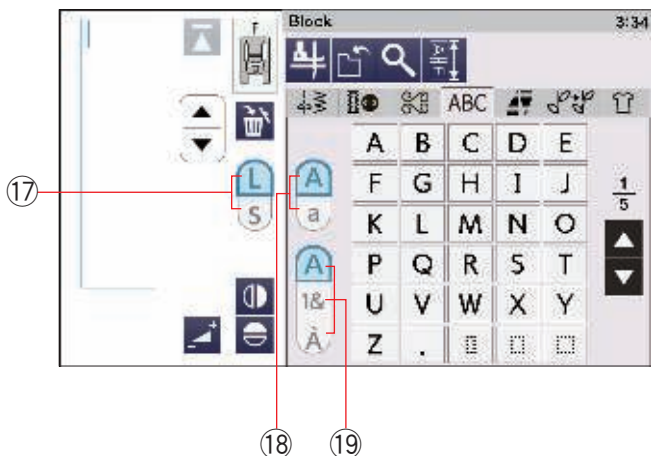 Block 3:34
F
ABC
A B C D E
L A F G H I J 1/5
S a K L M N O
A P Q R S T
1& U V W X Y
À Z .
⑰
⑱ ⑲